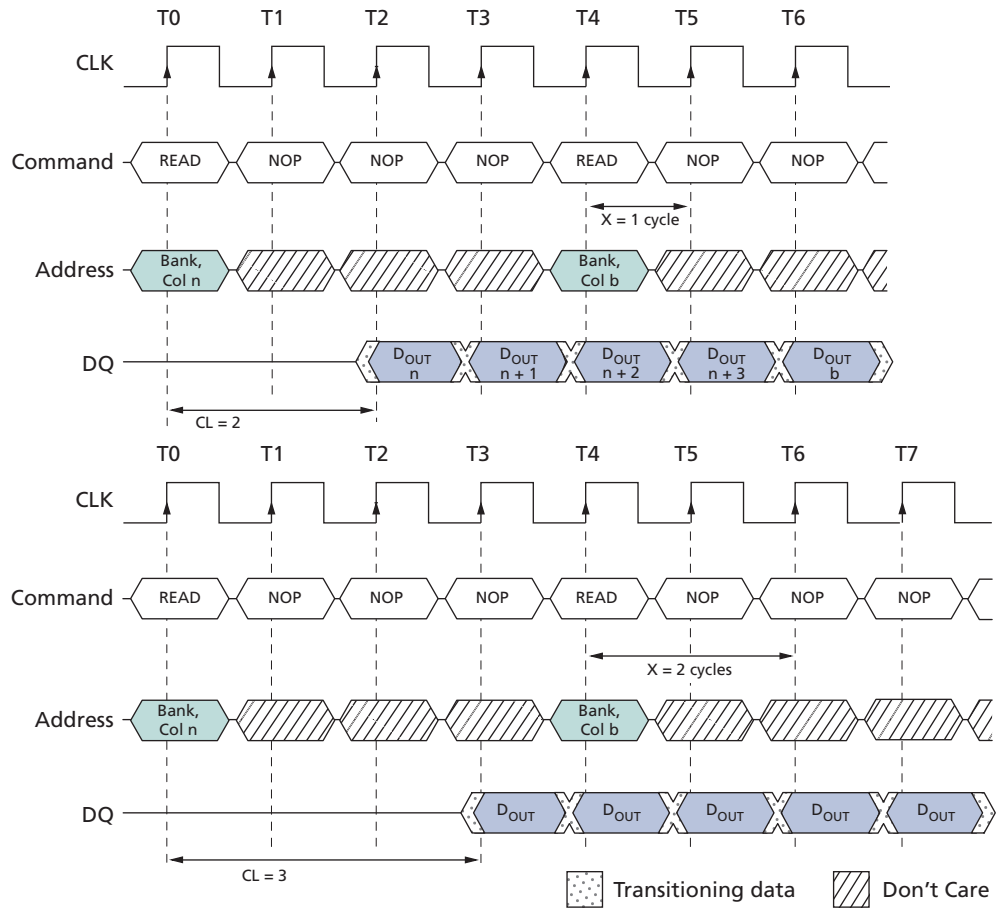 T0 T1 T2 T3 T4 T5 T6
CLK
Command READ NOP NOP NOP READ NOP NOP
X = 1 cycle
Address Bank, Col n Bank, Col b
DQ DOUT n DOUT n + 1 DOUT n + 2 DOUT n + 3 DOUT b
CL = 2
T0 T1 T2 T3 T4 T5 T6 T7
CLK
Command READ NOP NOP NOP READ NOP NOP NOP
X = 2 cycles
Address Bank, Col n Bank, Col b
DQ DOUT DOUT DOUT DOUT DOUT
CL = 3
Transitioning data Don't Care